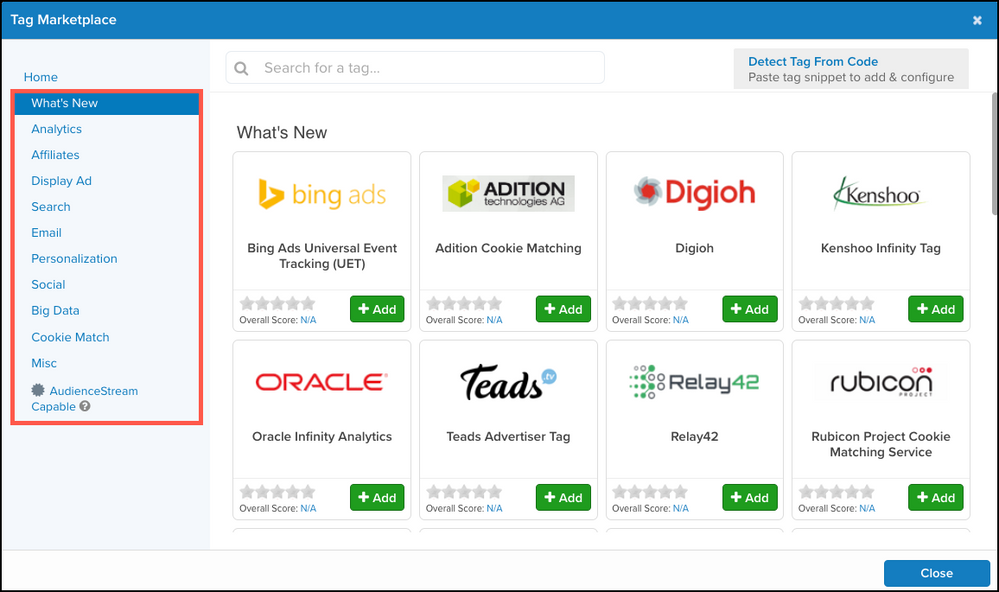 Tag Marketplace
Home
What's New
Analytics
Affiliates
Display Ad
Search
Email
Personalization
Social
Big Data
Cookie Match
Misc
AudienceStream
Capable
Search for a tag...
Detect Tag From Code
Paste tag snippet to add & configure
What's New
bing ads
Bing Ads Universal Event
Tracking (UET)
Overall Score: N/A
Add
ADITION
technologies AG
Adition Cookie Matching
Overall Score: N/A
Add
Digioh
Digioh
Overall Score: N/A
Add
Kenshoo
Kenshoo Infinity Tag
Overall Score: N/A
Add
ORACLE
Oracle Infinity Analytics
Overall Score: N/A
Add
Teads .tv
Teads Advertiser Tag
Overall Score: N/A
Add
Relay42
Relay42
Overall Score: N/A
Add
rubicon
PROJECT
Rubicon Project Cookie
Matching Service
Overall Score: N/A
Add
Close